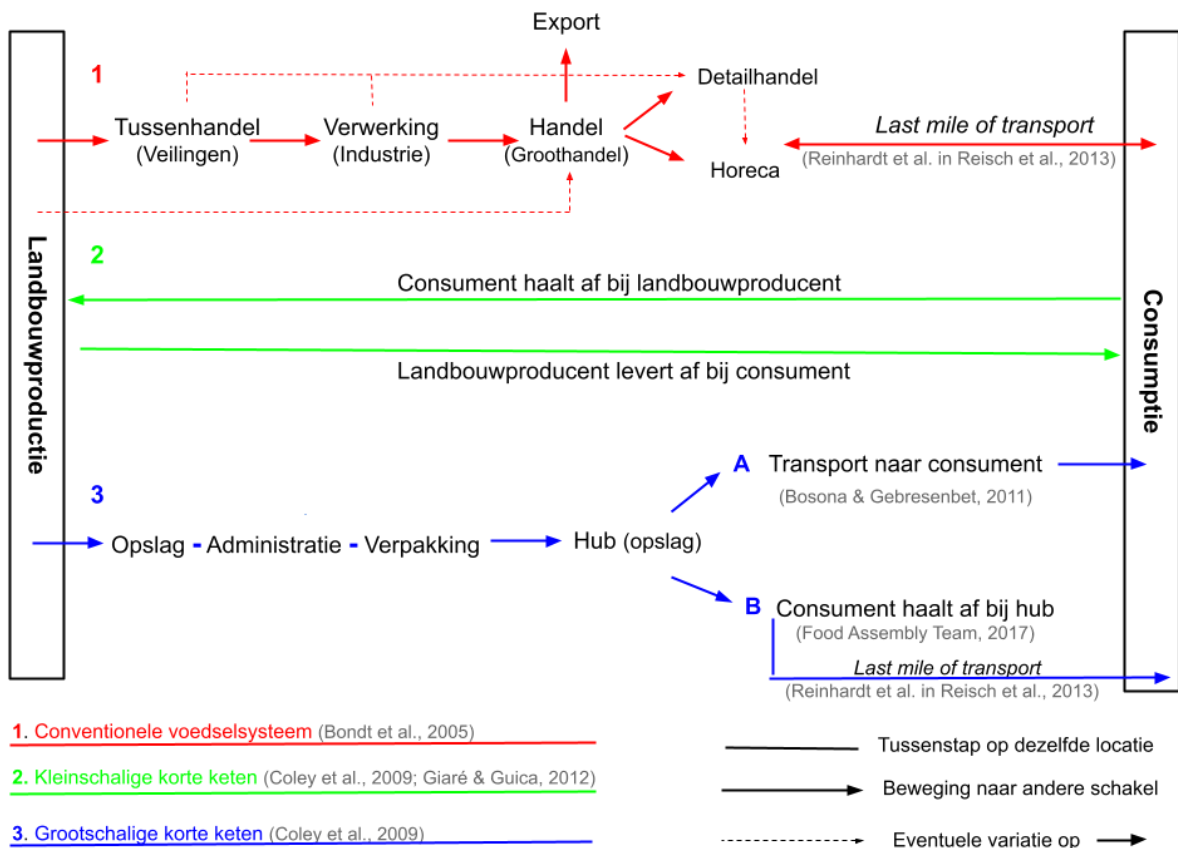 Export
1
Detailhandel
Tussenhandel
(Veilingen)
Verwerking
(Industrie)
Handel
(Groothandel)
Horeca
Last mile of transport
(Reinhardt et al. in Reisch et al., 2013)
Landbouwproductie
Consumptie
2
Consument haalt af bij landbouwproducent
Landbouwproducent levert af bij consument
3
Opslag - Administratie - Verpakking
Hub (opslag)
A Transport naar consument
(Bosona & Gebresenbet, 2011)
B Consument haalt af bij hub
(Food Assembly Team, 2017)
Last mile of transport
(Reinhardt et al. in Reisch et al., 2013)
1. Conventionele voedselsysteem (Bondt et al., 2005)
2. Kleinschalige korte keten (Coley et al., 2009; Giaré & Guica, 2012)
3. Grootschalige korte keten (Coley et al., 2009)
Tussenstap op dezelfde locatie
Beweging naar andere schakel
Eventuele variatie op